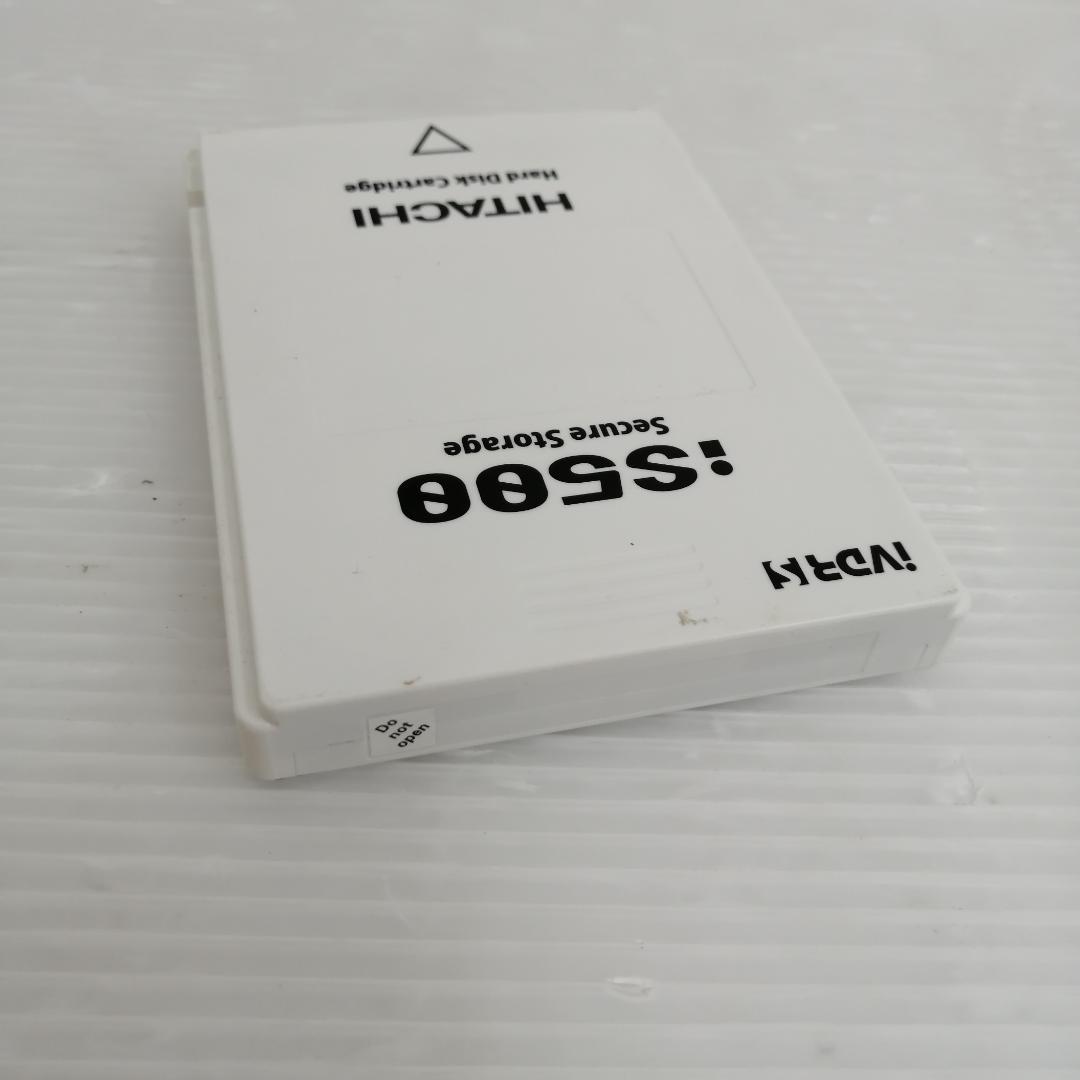 iVDR S
iS500
Secure Storage
HITACHI
Hard Disk Cartridge
Do
not
open